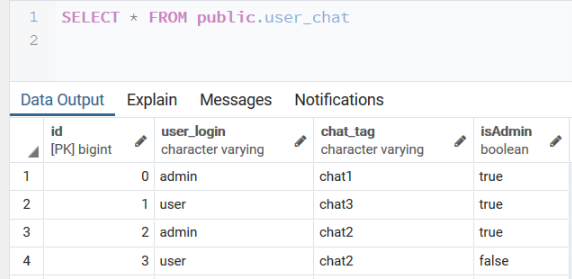 1 SELECT * FROM public.user_chat
2
Data Output Explain Messages Notifications
id user_login chat_tag isAdmin
[PK] bigint character varying character varying boolean
1 0 admin chat1 true
2 1 user chat3 true
3 2 admin chat2 true
4 3 user chat2 false